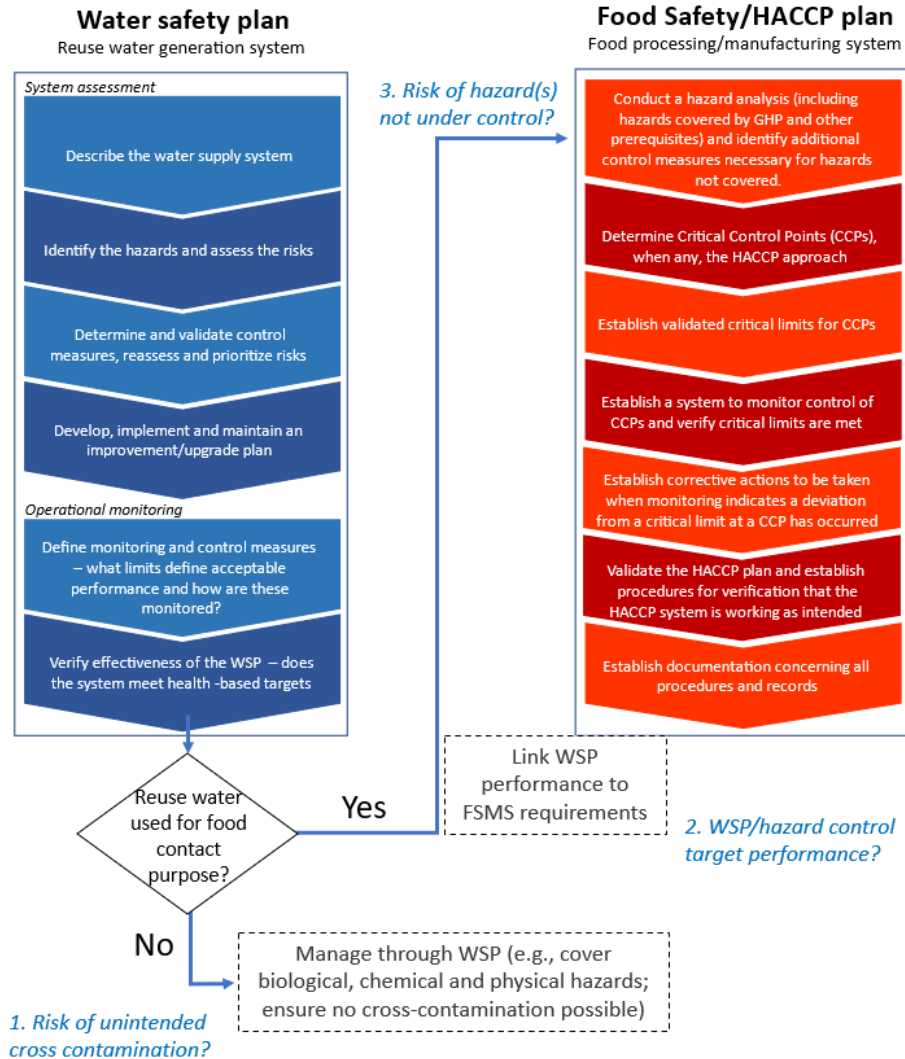 Water safety plan
Reuse water generation system
System assessment
Describe the water supply system
Identify the hazards and assess the risks
Determine and validate control
measures, reassess and prioritize risks
Develop, implement and maintain an
improvement/upgrade plan
Operational monitoring
Define monitoring and control measures
– what limits define acceptable
performance and how are these
monitored?
Verify effectiveness of the WSP – does
the system meet health -based targets
Reuse water
used for food
contact
purpose?
Yes
No
Manage through WSP (e.g., cover
biological, chemical and physical hazards;
ensure no cross-contamination possible)
1. Risk of unintended
cross contamination?
Link WSP
performance to
FSMS requirements
2. WSP/hazard control
target performance?
3. Risk of hazard(s)
not under control?
Food Safety/HACCP plan
Food processing/manufacturing system
Conduct a hazard analysis (including
hazards covered by GHP and other
prerequisites) and identify additional
control measures necessary for hazards
not covered.
Determine Critical Control Points (CCPs),
when any, the HACCP approach
Establish validated critical limits for CCPs
Establish a system to monitor control of
CCPs and verify critical limits are met
Establish corrective actions to be taken
when monitoring indicates a deviation
from a critical limit at a CCP has occurred
Validate the HACCP plan and establish
procedures for verification that the
HACCP system is working as intended
Establish documentation concerning all
procedures and records